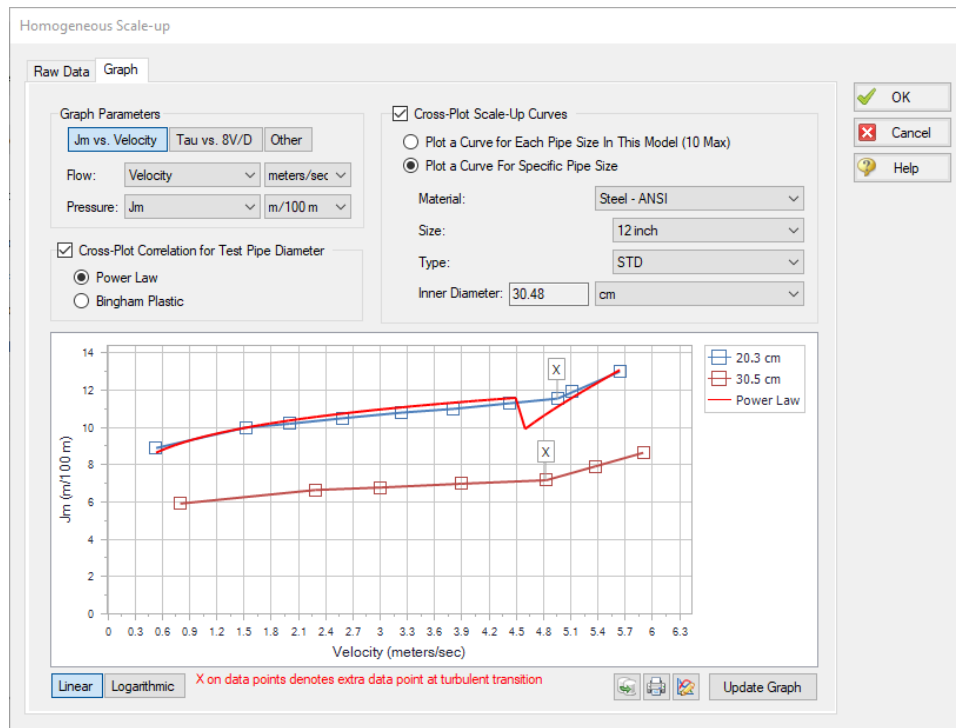 Homogeneous Scale-up
Raw Data Graph
Graph Parameters
Jm vs. Velocity Tau vs. 8V/D Other
Flow: Velocity meters/sec
Pressure: Jm m/100 m
Cross-Plot Correlation for Test Pipe Diameter
Power Law
Bingham Plastic
Cross-Plot Scale-Up Curves
Plot a Curve for Each Pipe Size In This Model (10 Max)
Plot a Curve For Specific Pipe Size
Material: Steel - ANSI
Size: 12 inch
Type: STD
Inner Diameter: 30.48 cm
OK
Cancel
Help
14
12
10
8
6
4
2
0
Jm (m/100 m)
X
X
20.3 cm
30.5 cm
Power Law
0 0.3 0.6 0.9 1.2 1.5 1.8 2.1 2.4 2.7 3 3.3 3.6 3.9 4.2 4.5 4.8 5.1 5.4 5.7 6 6.3
Velocity (meters/sec)
Linear Logarithmic X on data points denotes extra data point at turbulent transition Update Graph